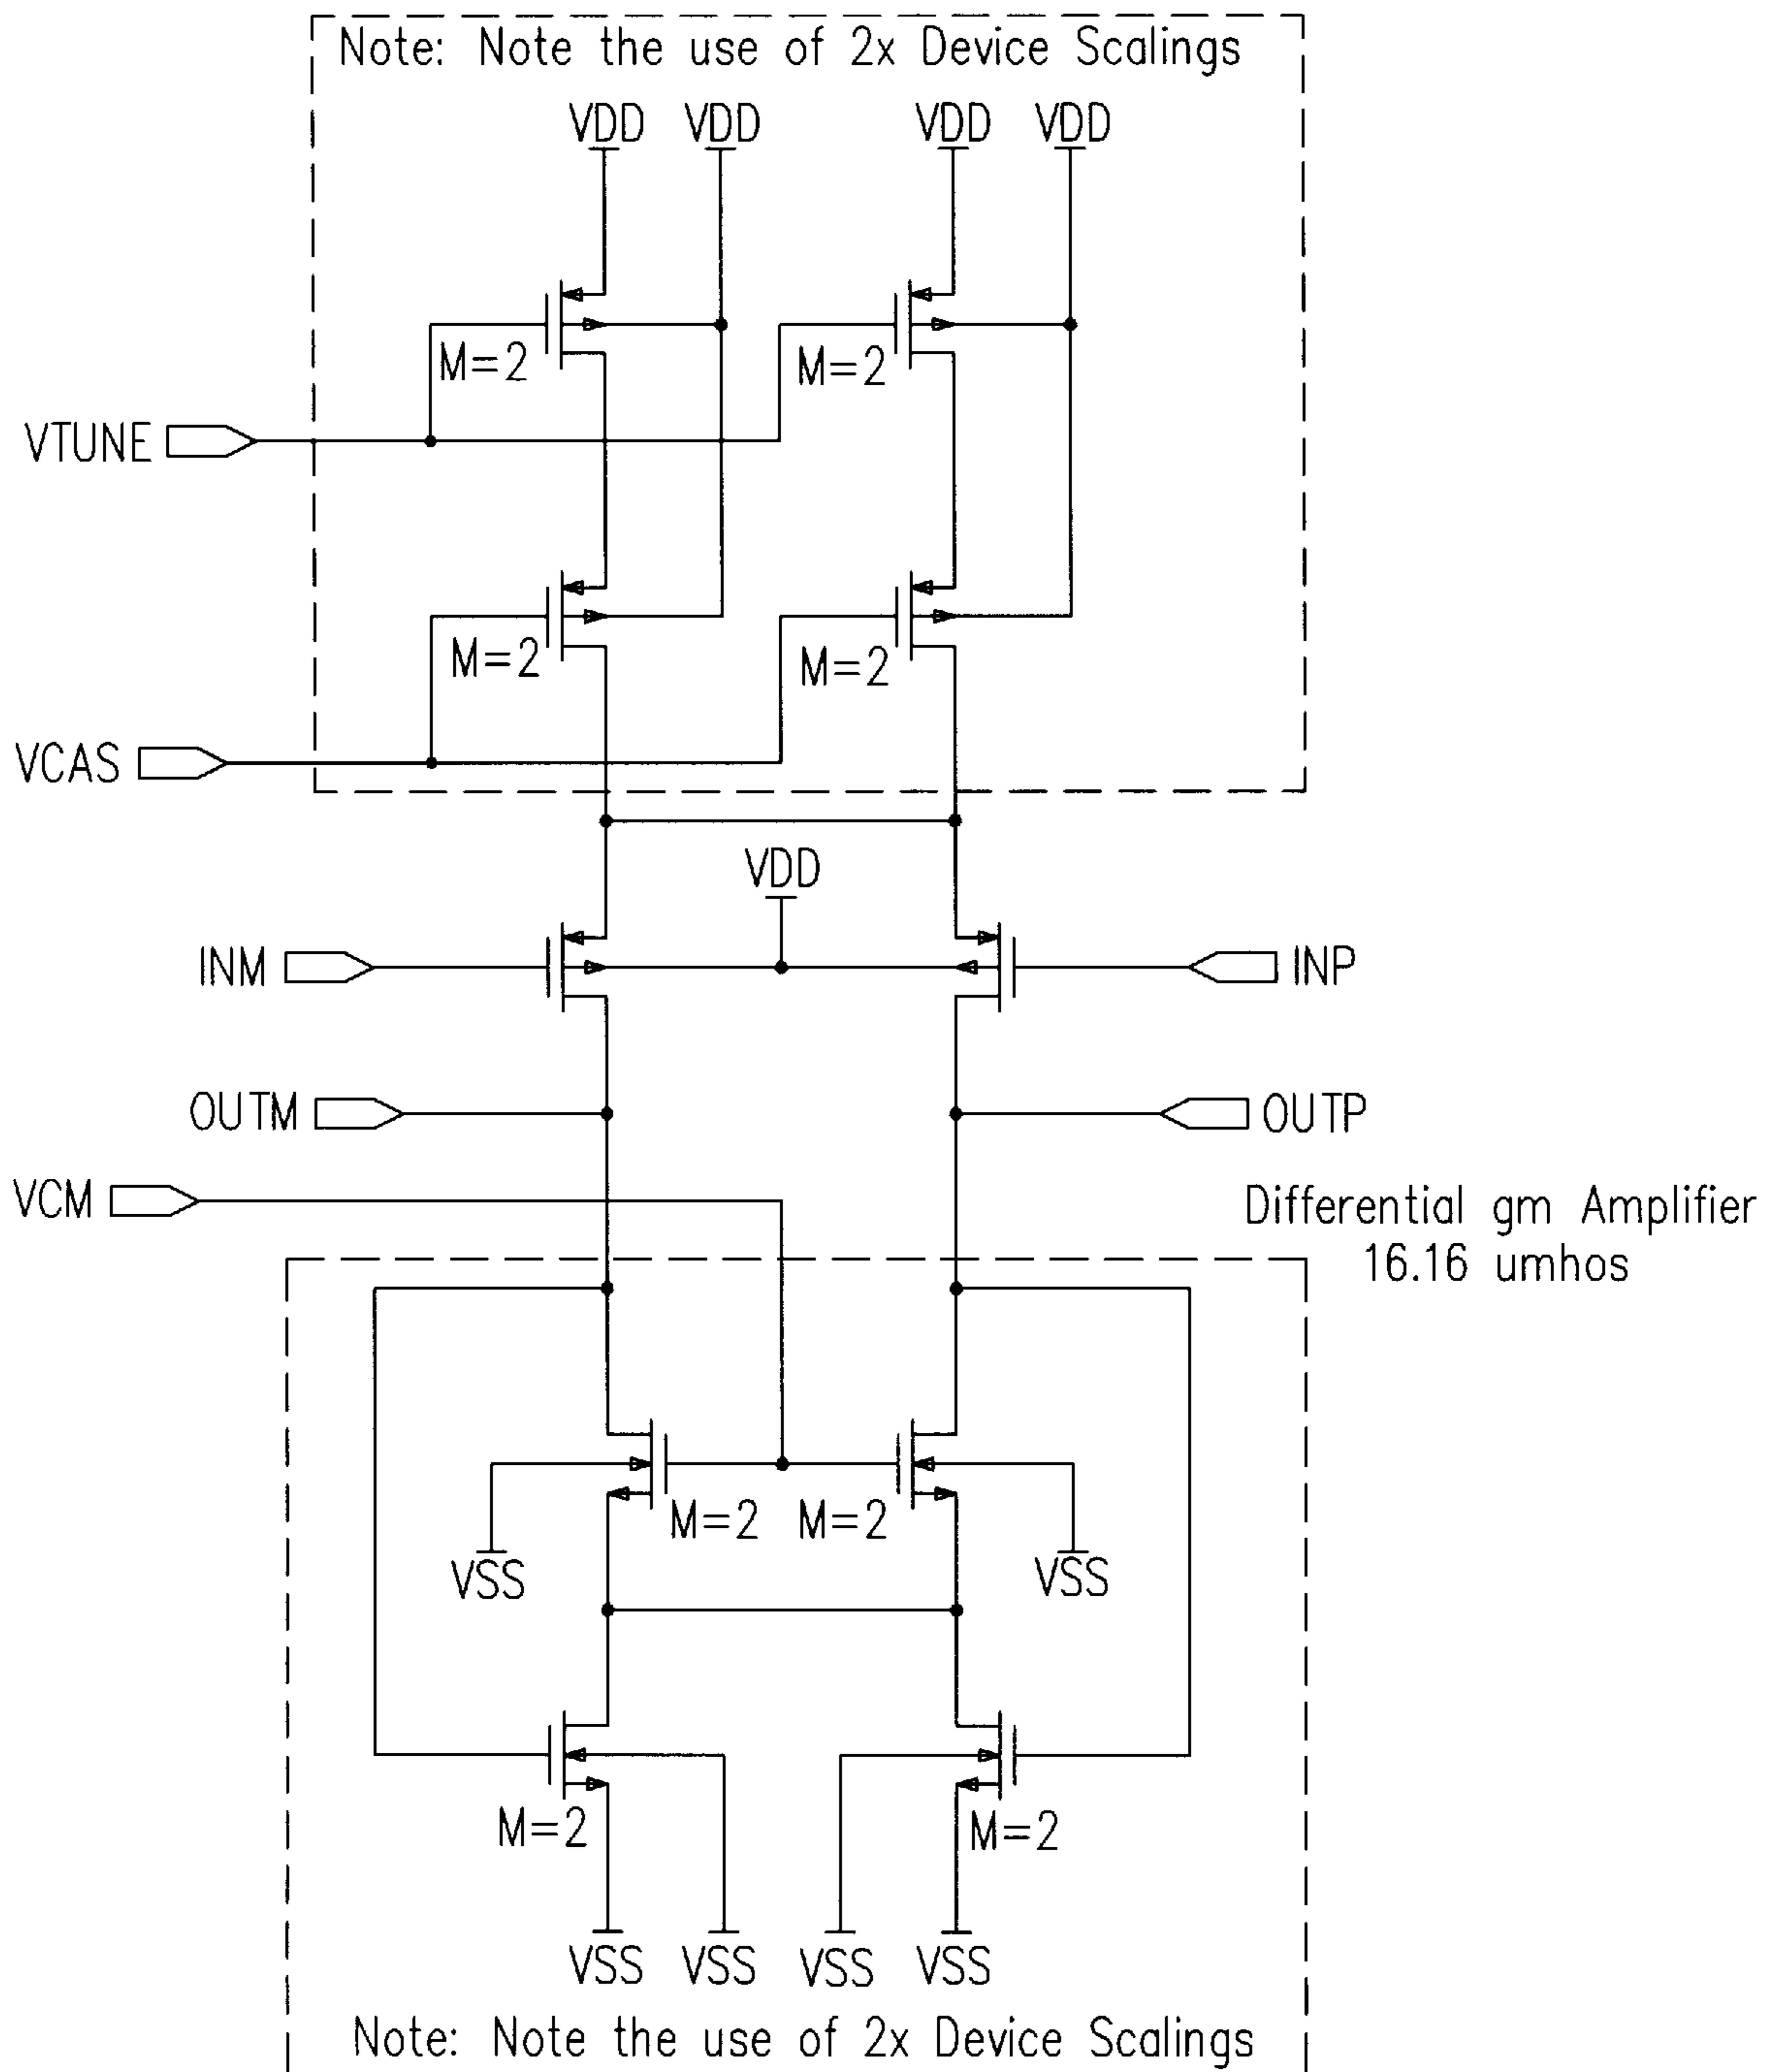 Note: Note the use of 2x Device Scalings
VDD VDD VDD VDD
M=2 M=2
VTUNE
M=2 M=2
VCAS
VDD
INM INP
OUTM OUTP
VCM
Differential gm Amplifier
16.16 umhos
M=2 M=2
VSS VSS
M=2 M=2
VSS VSS VSS VSS
Note: Note the use of 2x Device Scalings